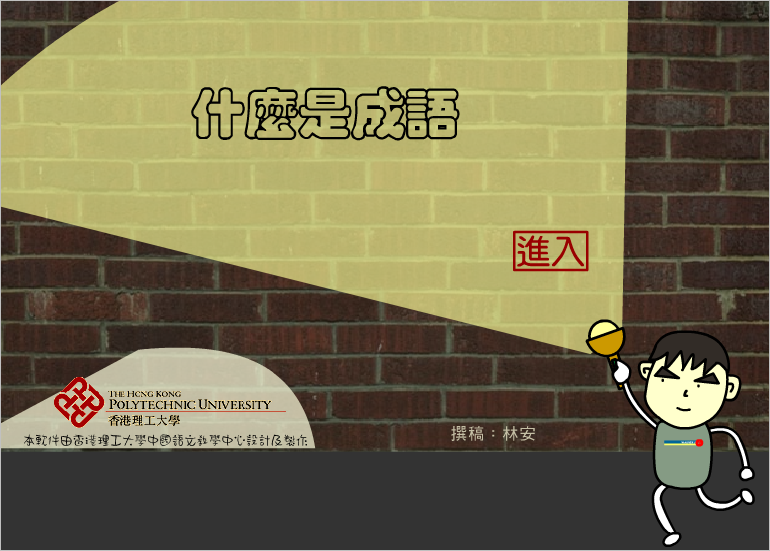 什麼是成語
進入
THE HONG KONG
POLYTECHNIC UNIVERSITY
香港理工大學
本軟件由香港理工大學中國語文教學中心設計及製作
撰稿：林安